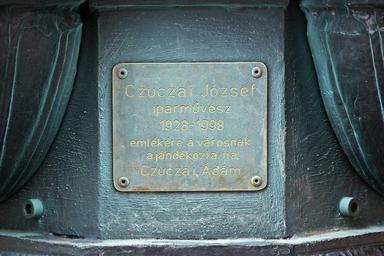 Czuczai József
iparművész
1928-1998
emlékére a városnak
ajándékozta fia
Czuczai Ádám